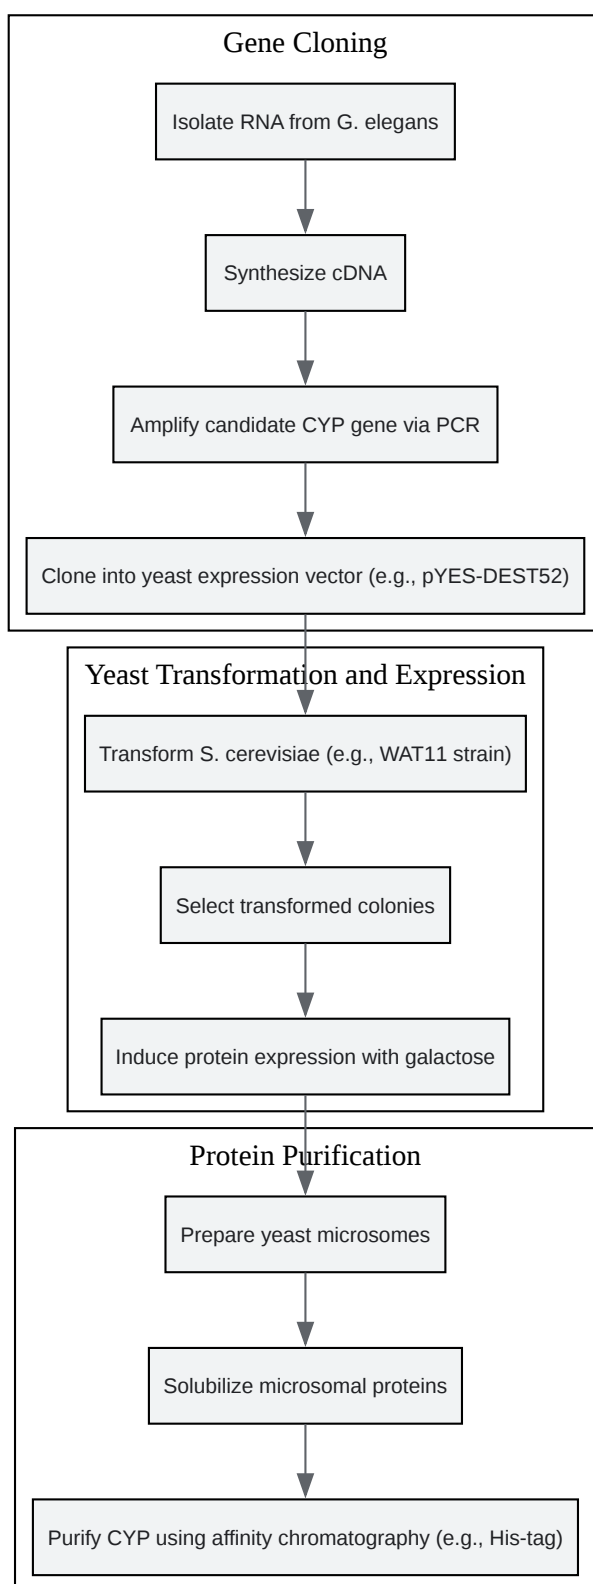 Gene Cloning
Isolate RNA from G. elegans
Synthesize cDNA
Amplify candidate CYP gene via PCR
Clone into yeast expression vector (e.g., pYES-DEST52)
Yeast Transformation and Expression
Transform S. cerevisiae (e.g., WAT11 strain)
Select transformed colonies
Induce protein expression with galactose
Protein Purification
Prepare yeast microsomes
Solubilize microsomal proteins
Purify CYP using affinity chromatography (e.g., His-tag)